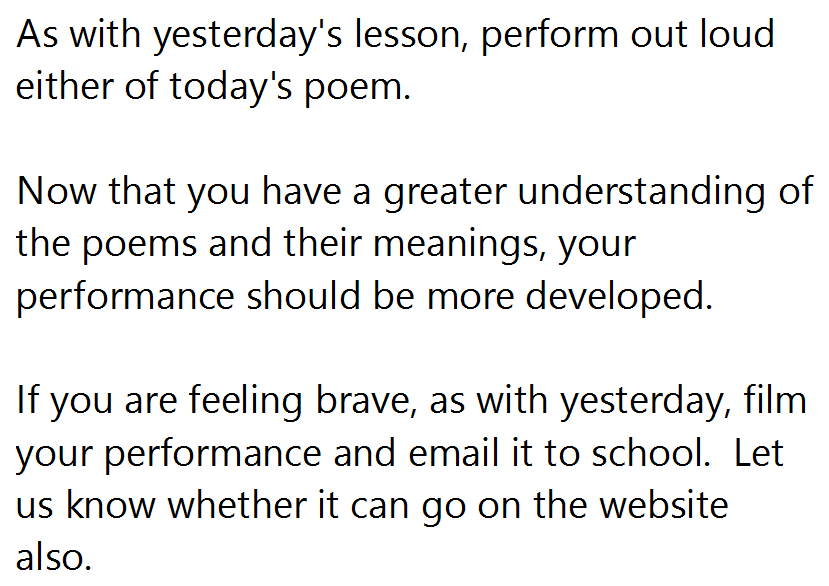 As with yesterday's lesson, perform out loud
either of today's poem.
Now that you have a greater understanding of
the poems and their meanings, your
performance should be more developed.
If you are feeling brave, as with yesterday, film
your performance and email it to school.  Let
us know whether it can go on the website
also.